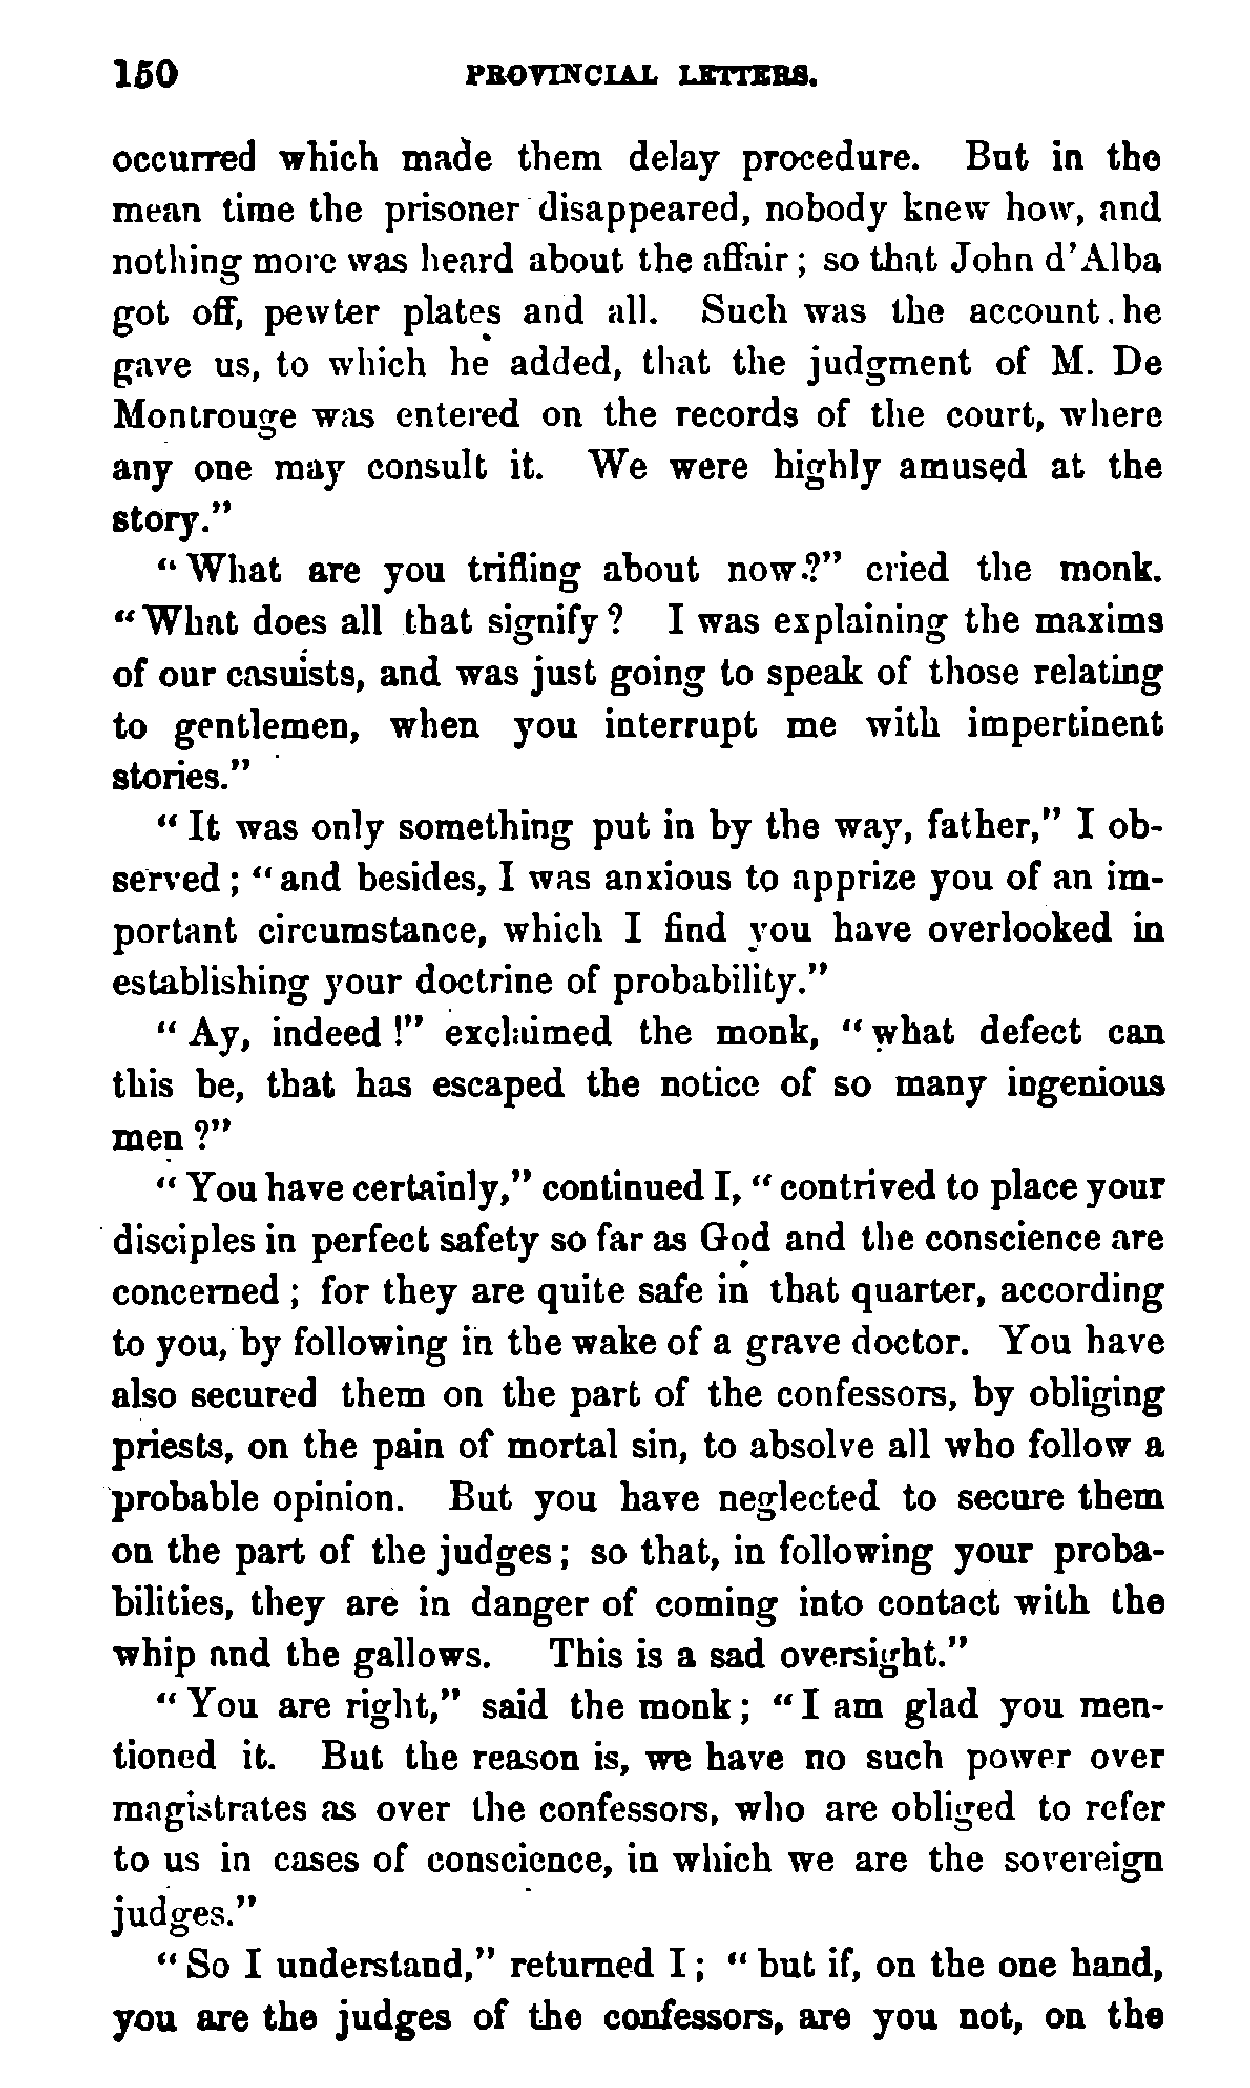 150 PROVINCIAL LETTERS.
occurred which made them delay procedure. But in the
mean time the prisoner disappeared, nobody knew how, and
nothing more was heard about the affair ; so that John d'Alba
got off, pewter plates and all. Such was the account he
gave us, to which he added, that the judgment of M. De
Montrouge was entered on the records of the court, where
any one may consult it. We were highly amused at the
story."
"What are you trifling about now?" cried the monk.
"What does all that signify ? I was explaining the maxims
of our casuists, and was just going to speak of those relating
to gentlemen, when you interrupt me with impertinent
stories."
"It was only something put in by the way, father," I ob-
served ; "and besides, I was anxious to apprize you of an im-
portant circumstance, which I find you have overlooked in
establishing your doctrine of probability."
"Ay, indeed !" exclaimed the monk, "what defect can
this be, that has escaped the notice of so many ingenious
men ?"
"You have certainly," continued I, "contrived to place your
disciples in perfect safety so far as God and the conscience are
concerned ; for they are quite safe in that quarter, according
to you, by following in the wake of a grave doctor. You have
also secured them on the part of the confessors, by obliging
priests, on the pain of mortal sin, to absolve all who follow a
probable opinion. But you have neglected to secure them
on the part of the judges ; so that, in following your proba-
bilities, they are in danger of coming into contact with the
whip and the gallows. This is a sad oversight."
"You are right," said the monk ; "I am glad you men-
tioned it. But the reason is, we have no such power over
magistrates as over the confessors, who are obliged to refer
to us in cases of conscience, in which we are the sovereign
judges."
"So I understand," returned I ; "but if, on the one hand,
you are the judges of the confessors, are you not, on the